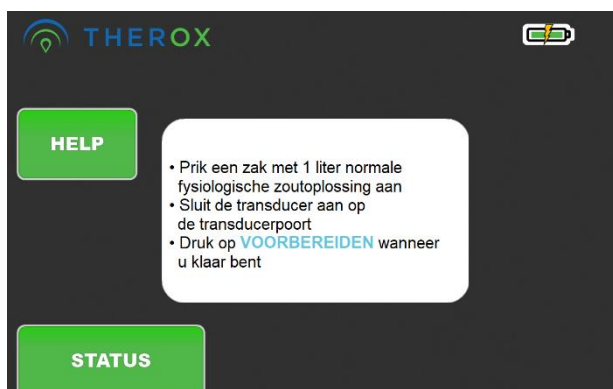 THEROX
HELP
• Prik een zak met 1 liter normale
fysiologische zoutoplossing aan
• Sluit de transducer aan op
de transducerpoort
• Druk op VOORBEREIDEN wanneer
u klaar bent
STATUS